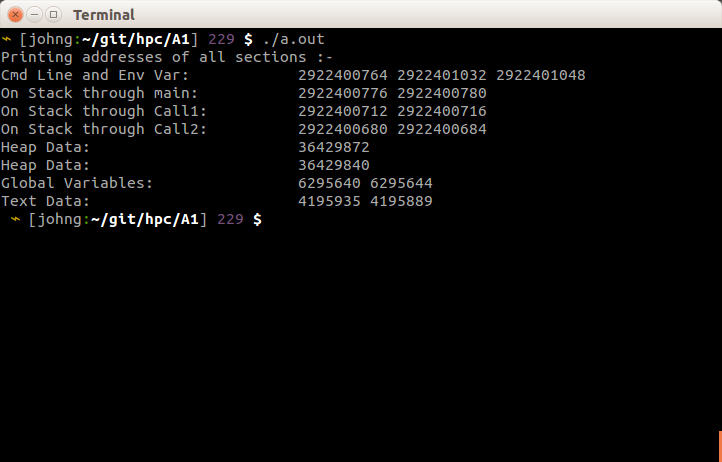 Terminal
~ [johng:~/git/hpc/A1] 229 $ ./a.out
Printing addresses of all sections :-
Cmd Line and Env Var: 2922400764 2922401032 2922401048
On Stack through main: 2922400776 2922400780
On Stack through Call1: 2922400712 2922400716
On Stack through Call2: 2922400680 2922400684
Heap Data: 36429872
Heap Data: 36429840
Global Variables: 6295640 6295644
Text Data: 4195935 4195889
~ [johng:~/git/hpc/A1] 229 $